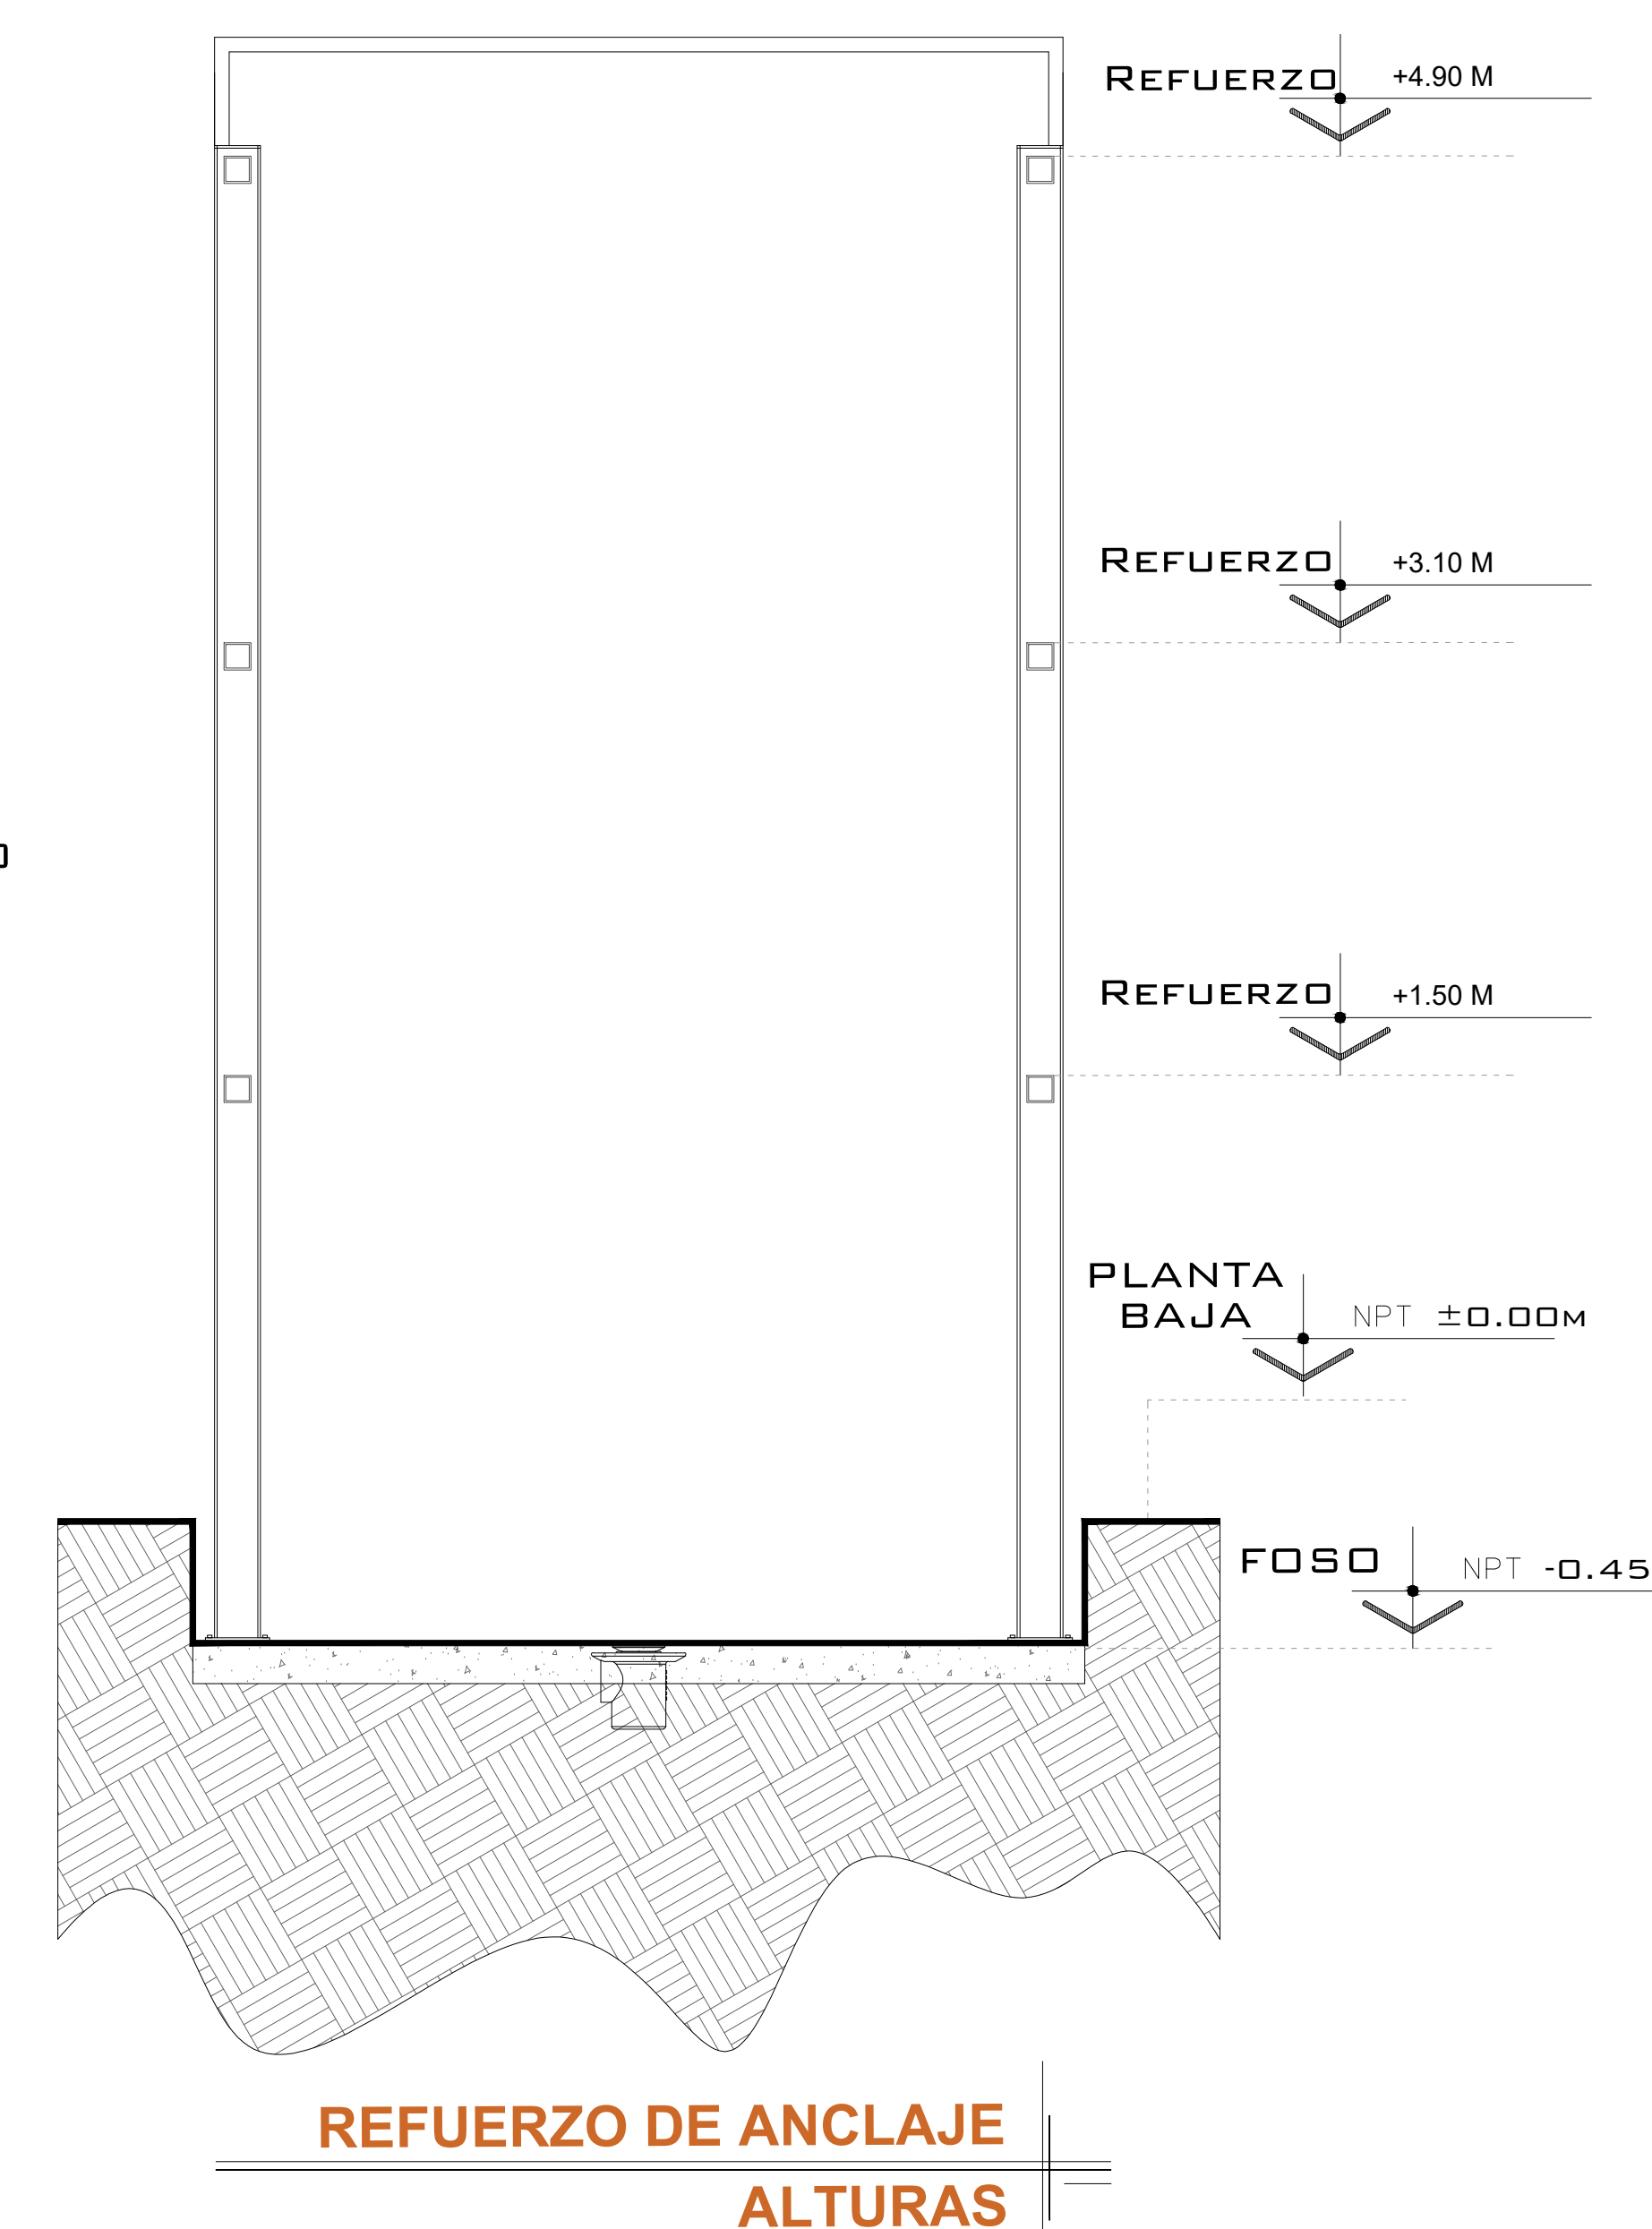 REFUERZO +4.90 M
REFUERZO +3.10 M
REFUERZO +1.50 M
PLANTA
BAJA NPT ±0.00M
FOSO NPT -0.45
REFUERZO DE ANCLAJE
ALTURAS